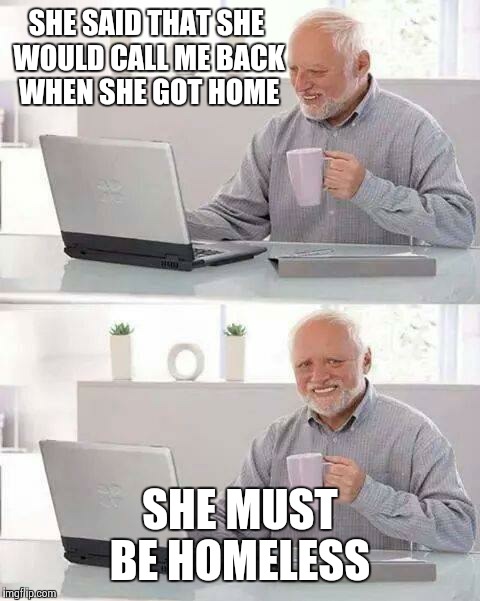 SHE SAID THAT SHE
WOULD CALL ME BACK
WHEN SHE GOT HOME
SHE MUST
BE HOMELESS
imgflip.com